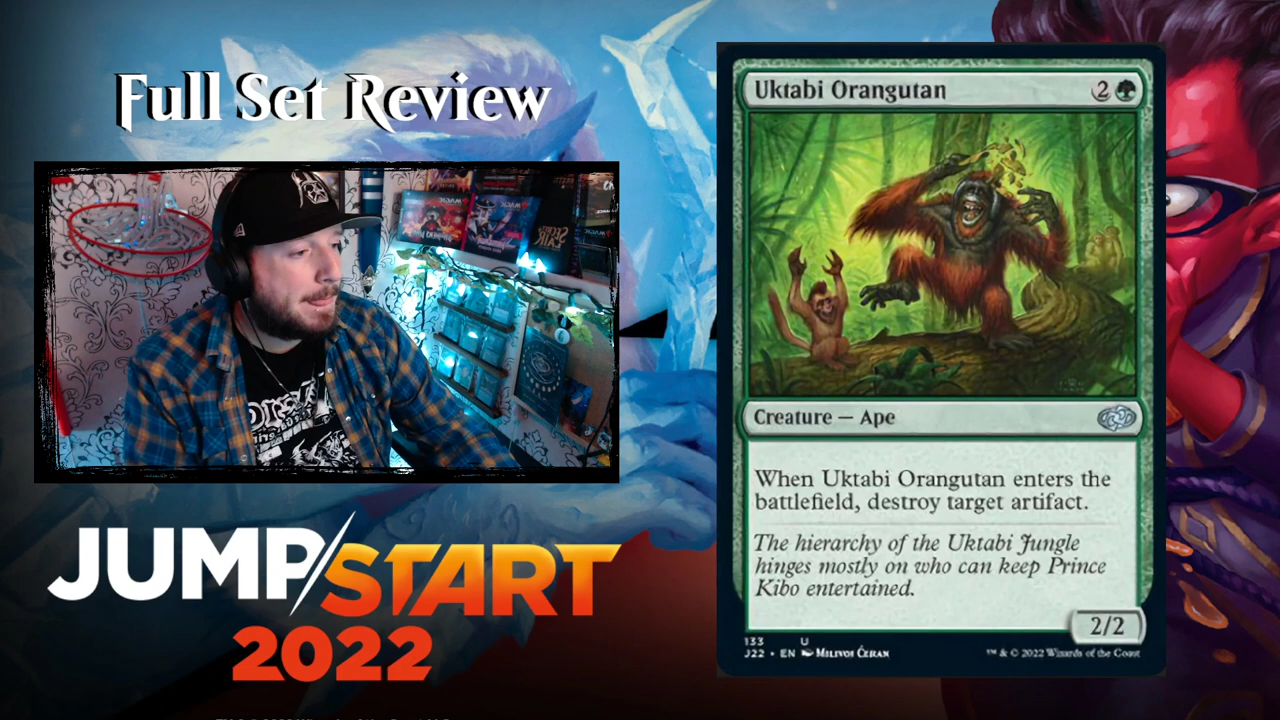 Full Set Review
JUMP/START
2022
Uktabi Orangutan
2
Creature — Ape
When Uktabi Orangutan enters the
battlefield, destroy target artifact.
The hierarchy of the Uktabi Jungle
hinges mostly on who can keep Prince
Kibo entertained.
2/2
133 U
J22 • EN Milivoj Ćeran
™ & © 2022 Wizards of the Coast